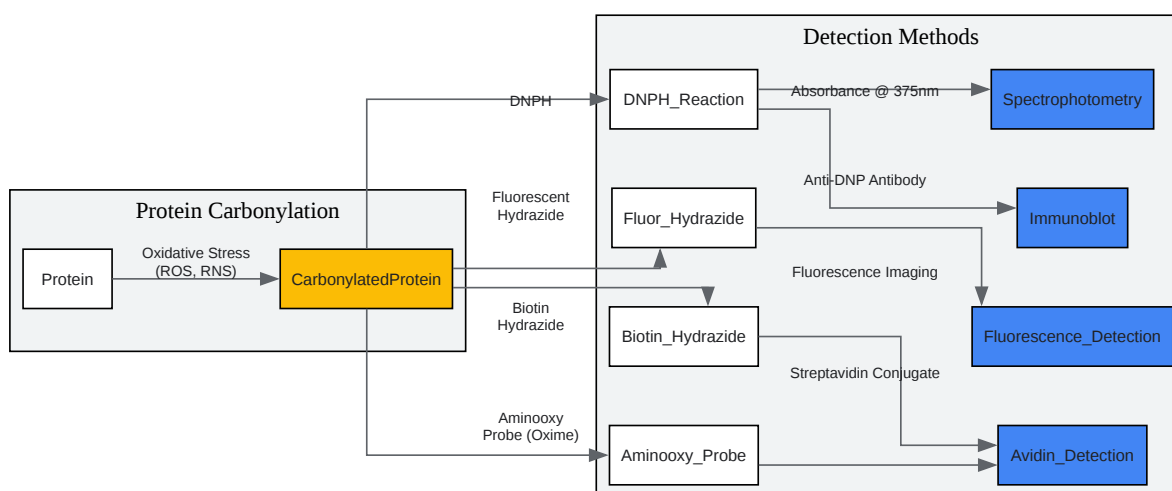 Detection Methods
DNPH
DNPH_Reaction
Absorbance @ 375nm
Spectrophotometry
Anti-DNP Antibody
Protein Carbonylation
Fluorescent
Hydrazide
Fluor_Hydrazide
Immunoblot
Protein
Oxidative Stress
(ROS, RNS)
CarbonylatedProtein
Fluorescence Imaging
Biotin
Hydrazide
Biotin_Hydrazide
Fluorescence_Detection
Streptavidin Conjugate
Aminooxy
Probe (Oxime)
Aminooxy_Probe
Avidin_Detection